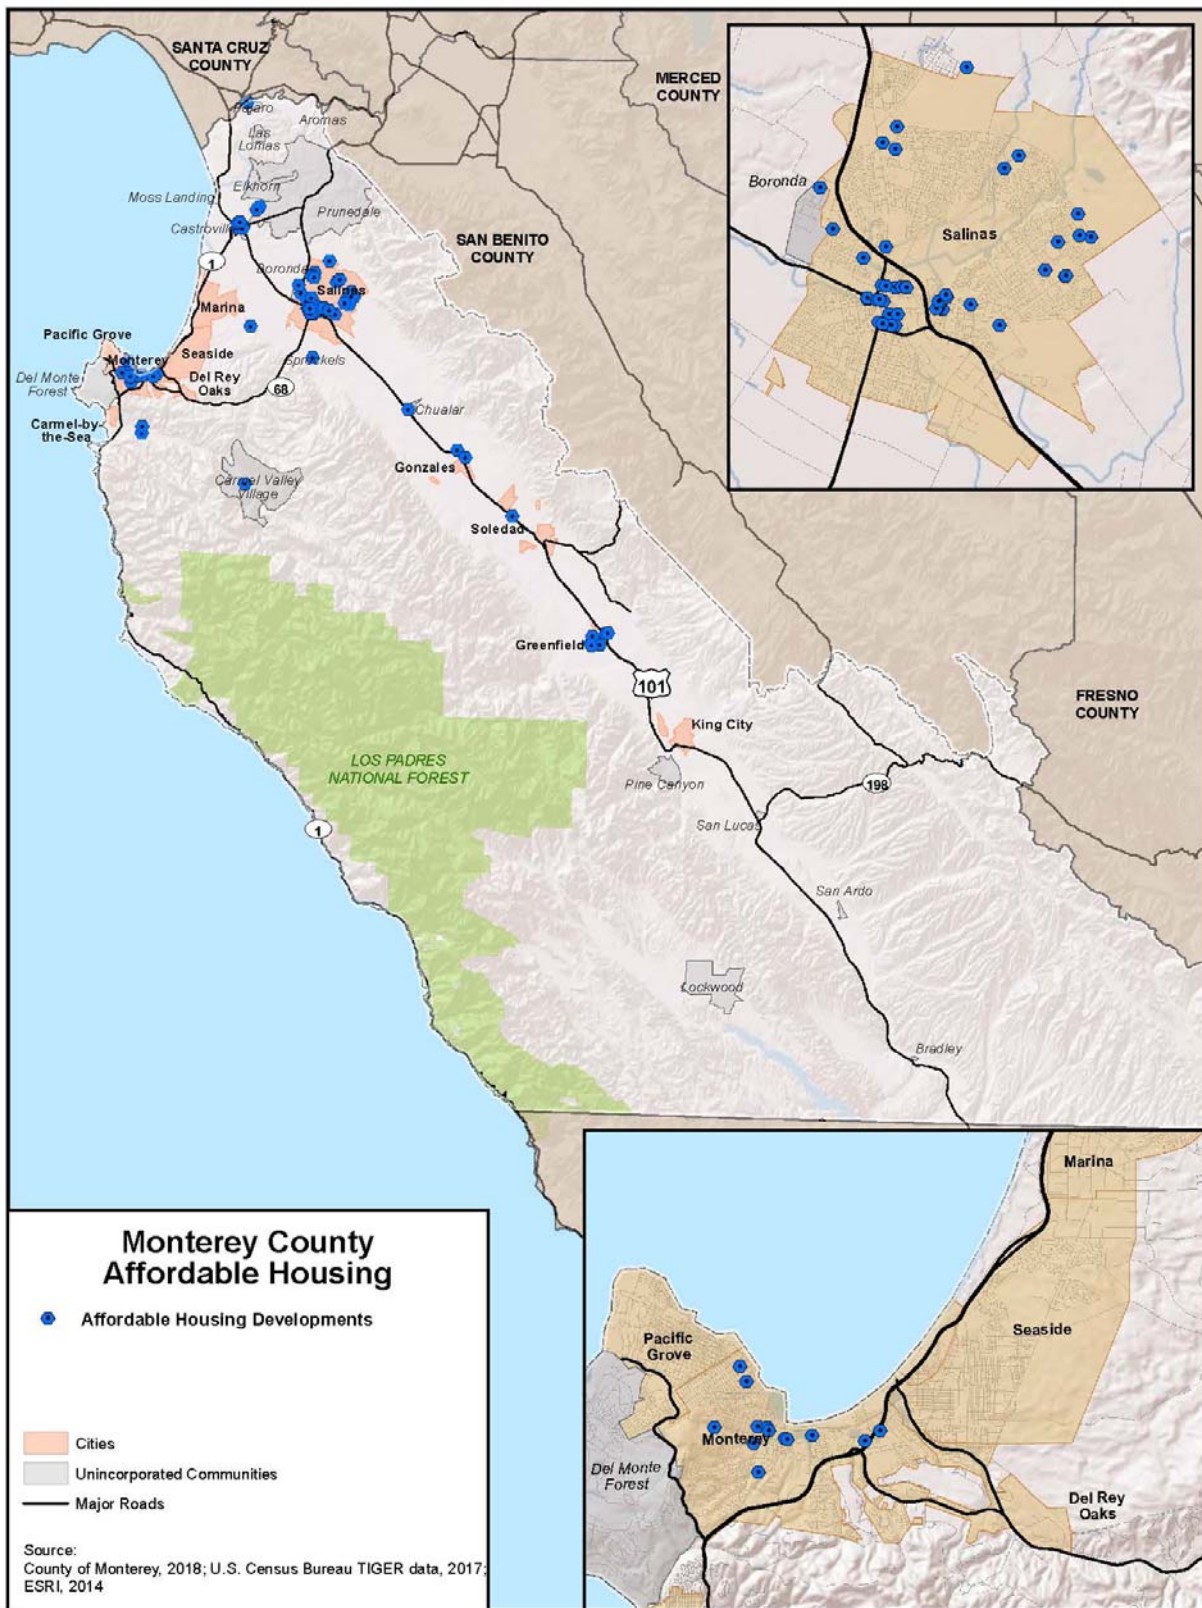 SANTA CRUZ
COUNTY
MERCED
COUNTY
Pajaro
Aromas
Las
Lomas
Elkhorn
Moss Landing
Prunedale
Castroville
SAN BENITO
COUNTY
Boronda
1
Salinas
Marina
Pacific Grove
Seaside
Monterey
Spreckels
Del Monte
Forest
Del Rey
Oaks
68
Chualar
Carmel-by-
the-Sea
Gonzales
Carmel Valley
Village
Soledad
Greenfield
101
FRESNO
COUNTY
King City
LOS PADRES
NATIONAL FOREST
Pine Canyon
198
San Lucas
1
San Ardo
Lockwood
Bradley
Boronda
Salinas
Marina
Seaside
Pacific
Grove
Monterey
Del Monte
Forest
Del Rey
Oaks
Monterey County
Affordable Housing
Affordable Housing Developments
Cities
Unincorporated Communities
Major Roads
Source:
County of Monterey, 2018; U.S. Census Bureau TIGER data, 2017;
ESRI, 2014